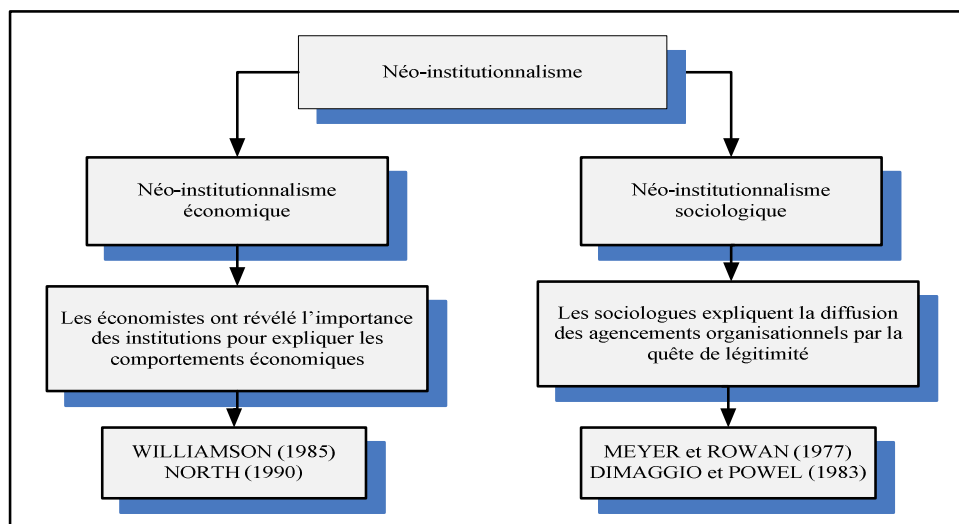 Néo-institutionnalisme
Néo-institutionnalisme
économique
Néo-institutionnalisme
sociologique
Les économistes ont révélé l’importance
des institutions pour expliquer les
comportements économiques
Les sociologues expliquent la diffusion
des agencements organisationnels par la
quête de légitimité
WILLIAMSON (1985)
NORTH (1990)
MEYER et ROWAN (1977)
DIMAGGIO et POWEL (1983)